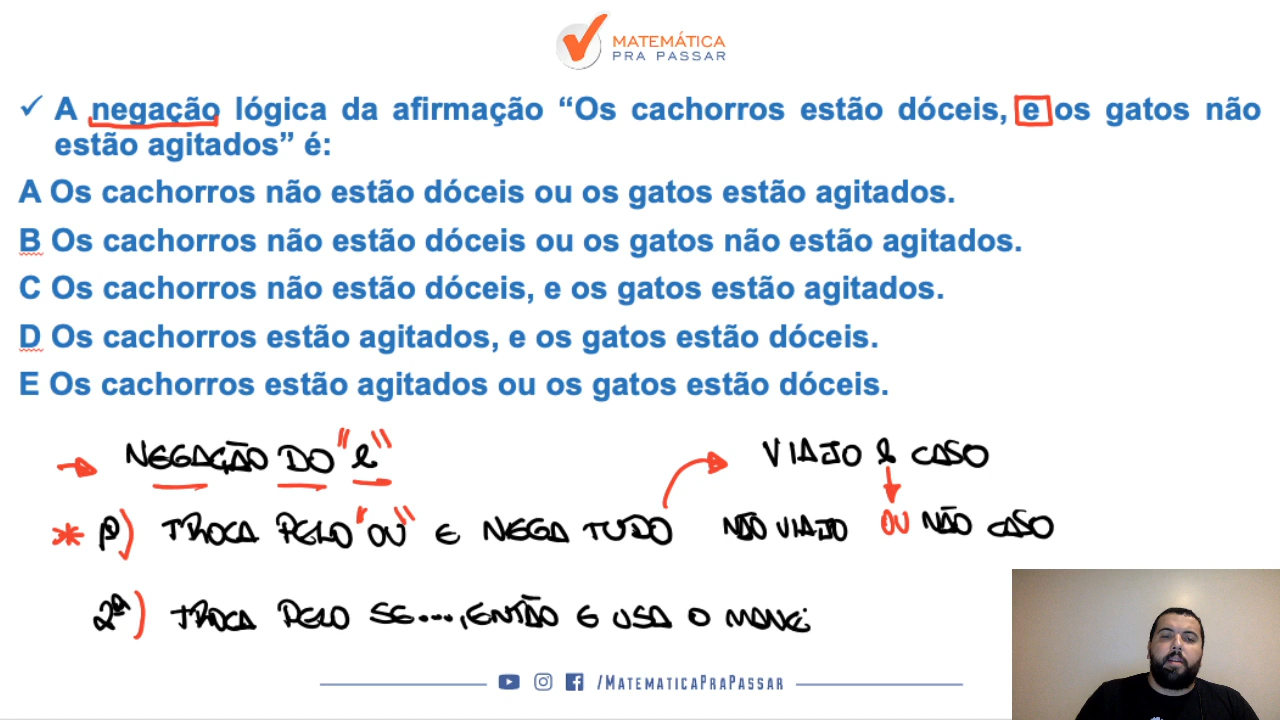 MATEMÁTICA
PRA PASSAR
✓ A negação lógica da afirmação “Os cachorros estão dóceis, e os gatos não
estão agitados” é:
A Os cachorros não estão dóceis ou os gatos estão agitados.
B Os cachorros não estão dóceis ou os gatos não estão agitados.
C Os cachorros não estão dóceis, e os gatos estão agitados.
D Os cachorros estão agitados, e os gatos estão dóceis.
E Os cachorros estão agitados ou os gatos estão dóceis.
→ NEGAÇÃO DO "e"
VIAJO e CASO
* 1ª) TROCA PELO "OU" E NEGA TUDO
NÃO VIAJO OU NÃO CASO
2ª) TROCA PELO SE...., ENTÃO E USA O MANE
/MATEMATICAPRAPASSAR